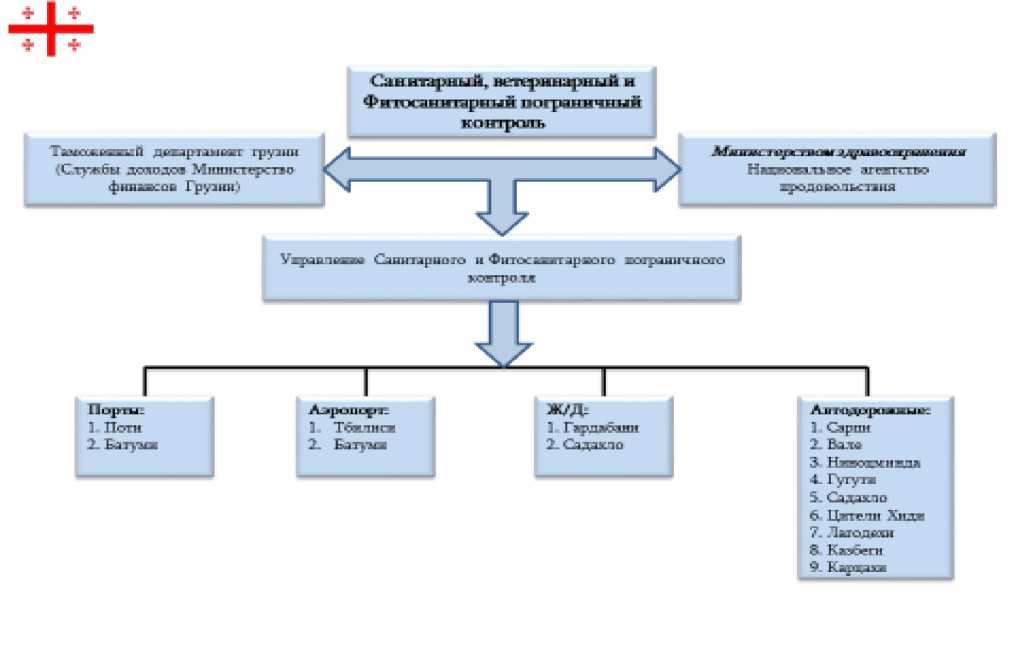 Санитарный, ветеринарный и
Фитосанитарный пограничный
контроль
Таможенный департамент грузии
(Службы доходов Министерство
финансов Грузии)
Министерством здравоохранения
Национальное агентство
продовольствия
Управление Санитарного и Фитосанитарного пограничного
контроля
Порты:
1. Поти
2. Батуми
Аэропорт:
1. Тбилиси
2. Батуми
Ж/Д:
1. Гардабани
2. Садахло
Автодорожные:
1. Сарпи
2. Вале
3. Ниноцминда
4. Гугути
5. Садахло
6. Цители Хиди
7. Лагодехи
8. Казбеги
9. Карцахи